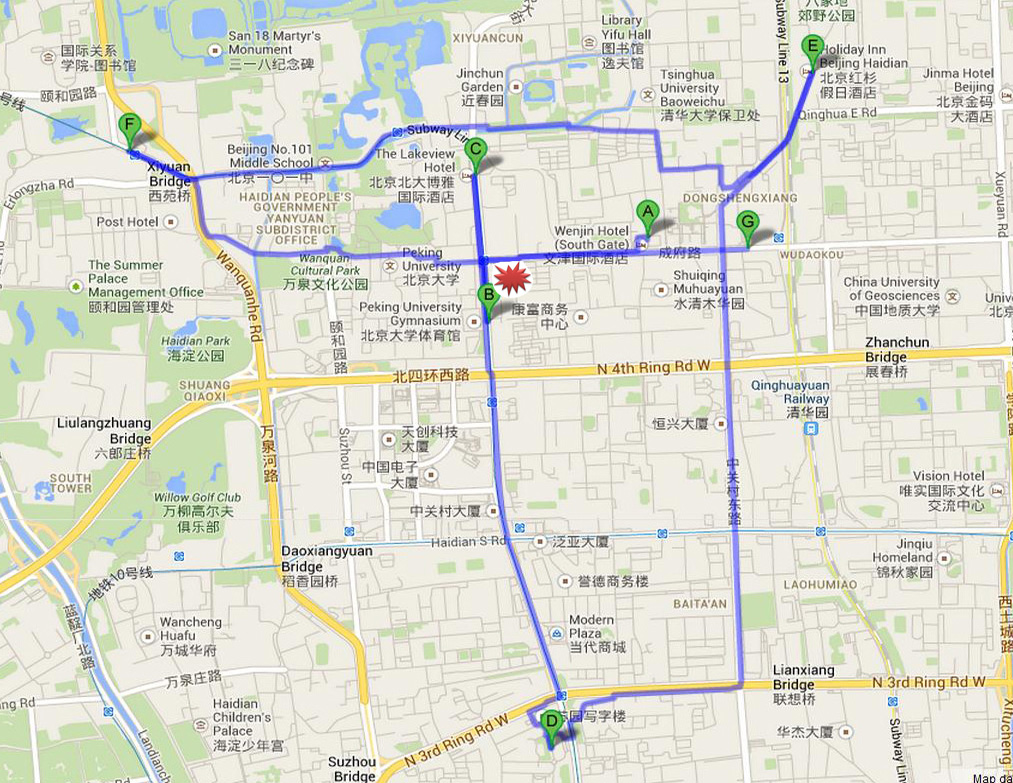 San 18 Martyr's
Monument
三一八纪念碑
国际关系
学院-图书馆
XIYUANCUN
Library
Yifu Hall
图书馆
逸夫馆
Subway Line 13
郊野公园
E
Holiday Inn
Beijing Haidian
北京红杉
假日酒店
Jinma Hotel
Beijing
北京金码
大酒店
颐和园路
号线
Jinchun
Garden
近春园
Tsinghua
University
Baoweichu
清华大学保卫处
Qinghua E Rd
F
Xiyuan
Bridge
西苑桥
Beijing No.101
Middle School
北京一〇一中
Subway Lin
C
The Lakeview
Hotel
北京北大博雅
国际酒店
Xueyuan Rd
Erlongzha Rd
Post Hotel
HAIDIAN PEOPLE'S
GOVERNMENT
YANYUAN
SUBDISTRICT
OFFICE
DONGSHENGXIANG
A
G
Wenjin Hotel
(South Gate)
文津国际酒店
成府路
WUDAOKOU
The Summer
Palace
Management Office
颐和园管理处
Wanquanhe Rd
Wanquan
Cultural Park
万泉文化公园
Peking
University
北京大学
Shuiqing
Muhuayuan
水清木华园
China University
of Geosciences
中国地质大学
B
Peking University
Gymnasium
北京大学体育馆
康富商务
中心
Haidian Park
海淀公园
颐和园路
Zhanchun
Bridge
展春桥
SHUANG
QIAOXI
北四环西路
N 4th Ring Rd W
Qinghuayuan
Railway
清华园
Liulangzhuang
Bridge
六郎庄桥
万泉河路
Suzhou St
天创科技
大厦
恒兴大厦
中国电子
大厦
中关村东路
SOUTH
TOWER
Willow Golf Club
万柳高尔夫
俱乐部
中关村大厦
Vision Hotel
唯实国际文化
交流中心
Haidian S Rd
泛亚大厦
Daoxiangyuan
Bridge
稻香园桥
Jinqiu
Homeland
锦秋家园
地铁10号线
誉德商务楼
LAOHUMIAO
BAITA'AN
蓝靛厂北路
Wancheng
Huafu
万城华府
Modern
Plaza
当代商城
西土城路
万泉庄路
Lianxiang
Bridge
联想桥
N 3rd Ring Rd W
ng Rd
Haidian
Children's
Palace
海淀少年宫
N 3rd Ring Rd W
D
园写字楼
华杰大厦
Suzhou
Bridge
Landianch
Subway Lin
Xitucheng
Map da